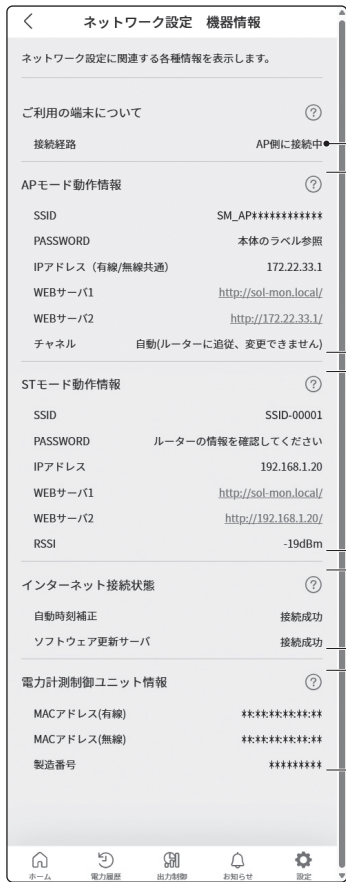 ネットワーク設定 機器情報
ネットワーク設定に関連する各種情報を表示します。
ご利用の端末について ?
接続経路 AP側に接続中
APモード動作情報 ?
SSID SM_AP************
PASSWORD 本体のラベル参照
IPアドレス（有線/無線共通） 172.22.33.1
WEBサーバ1 http://sol-mon.local/
WEBサーバ2 http://172.22.33.1/
チャネル 自動(ルーターに追従、変更できません)
STモード動作情報 ?
SSID SSID-00001
PASSWORD ルーターの情報を確認してください
IPアドレス 192.168.1.20
WEBサーバ1 http://sol-mon.local/
WEBサーバ2 http://192.168.1.20/
RSSI -19dBm
インターネット接続状態 ?
自動時刻補正 接続成功
ソフトウェア更新サーバ 接続成功
電力計測制御ユニット情報 ?
MACアドレス(有線) **:**:**:**:**:**
MACアドレス(無線) **:**:**:**:**:**
製造番号 *********
ホーム 電力履歴 出力制御 お知らせ 設定